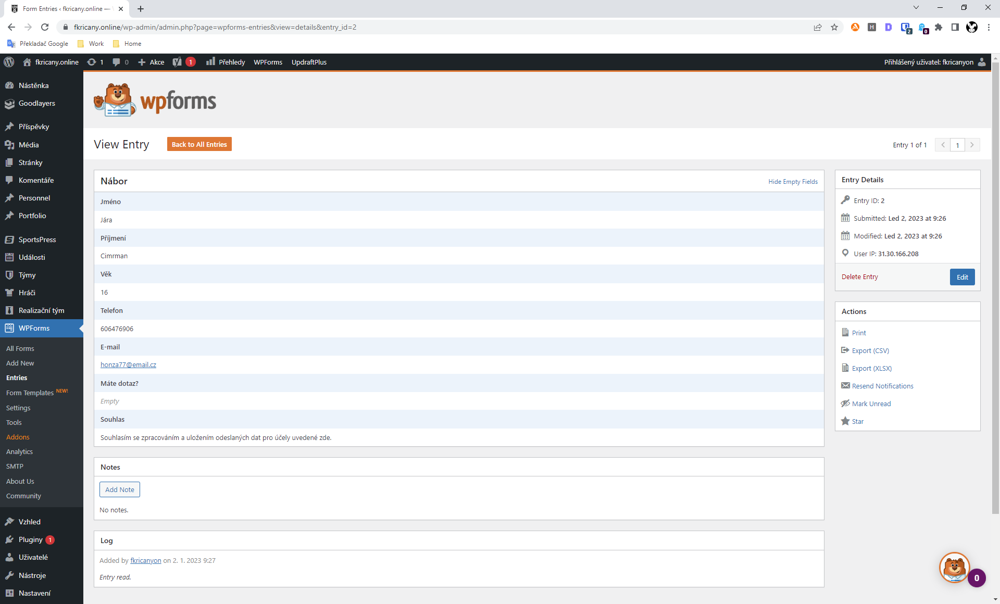 Form Entries ‹ fkricany.online —
fkricany.online/wp-admin/admin.php?page=wpforms-entries&view=details&entry_id=2
H
D
2
0
Překladač Google
Work
Home
fkricany.online
1
0
Akce
1
Přehledy
WPForms
UpdraftPlus
Přihlášený uživatel: fkricanyon
Nástěnka
Goodlayers
Příspěvky
Média
Stránky
Komentáře
Personnel
Portfolio
SportsPress
Události
Týmy
Hráči
Realizační tým
WPForms
All Forms
Add New
Entries
Form Templates NEW!
Settings
Tools
Addons
Analytics
SMTP
About Us
Community
Vzhled
Pluginy 1
Uživatelé
Nástroje
Nastavení
wpforms
View Entry
Back to All Entries
Entry 1 of 1
1
Nábor
Hide Empty Fields
Jméno
Jára
Příjmení
Cimrman
Věk
16
Telefon
606476906
E-mail
honza77@email.cz
Máte dotaz?
Empty
Souhlas
Souhlasím se zpracováním a uložením odeslaných dat pro účely uvedené zde.
Notes
Add Note
No notes.
Log
Added by fkricanyon on 2. 1. 2023 9:27
Entry read.
Entry Details
Entry ID: 2
Submitted: Led 2, 2023 at 9:26
Modified: Led 2, 2023 at 9:26
User IP: 31.30.166.208
Delete Entry
Edit
Actions
Print
Export (CSV)
Export (XLSX)
Resend Notifications
Mark Unread
Star
0